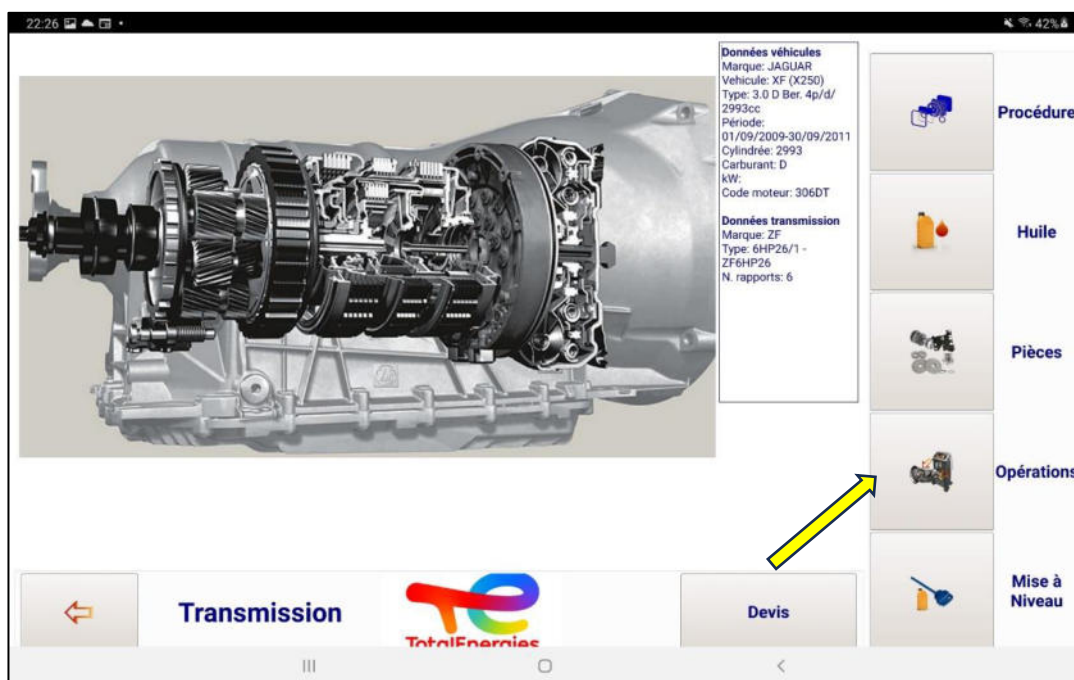 22:26
42%
Données véhicules
Marque: JAGUAR
Vehicule: XF (X250)
Type: 3.0 D Ber. 4p/d/
2993cc
Période:
01/09/2009-30/09/2011
Cylindrée: 2993
Carburant: D
kW:
Code moteur: 306DT
Données transmission
Marque: ZF
Type: 6HP26/1 -
ZF6HP26
N. rapports: 6
Procédure
Huile
Pièces
Opérations
Mise à
Niveau
Transmission
TotalEnergies
Devis